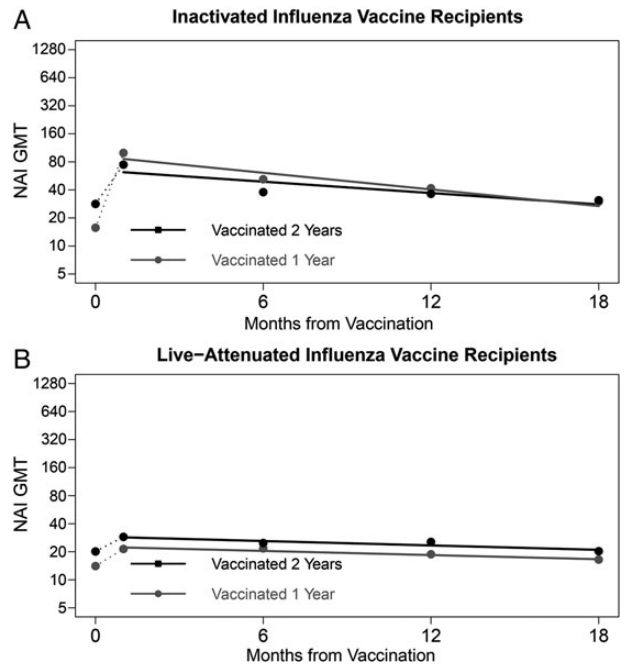 A
Inactivated Influenza Vaccine Recipients
1280
640
320
160
80
40
20
10
5
NAI GMT
Vaccinated 2 Years
Vaccinated 1 Year
0 6 12 18
Months from Vaccination
B
Live−Attenuated Influenza Vaccine Recipients
1280
640
320
160
80
40
20
10
5
NAI GMT
Vaccinated 2 Years
Vaccinated 1 Year
0 6 12 18
Months from Vaccination